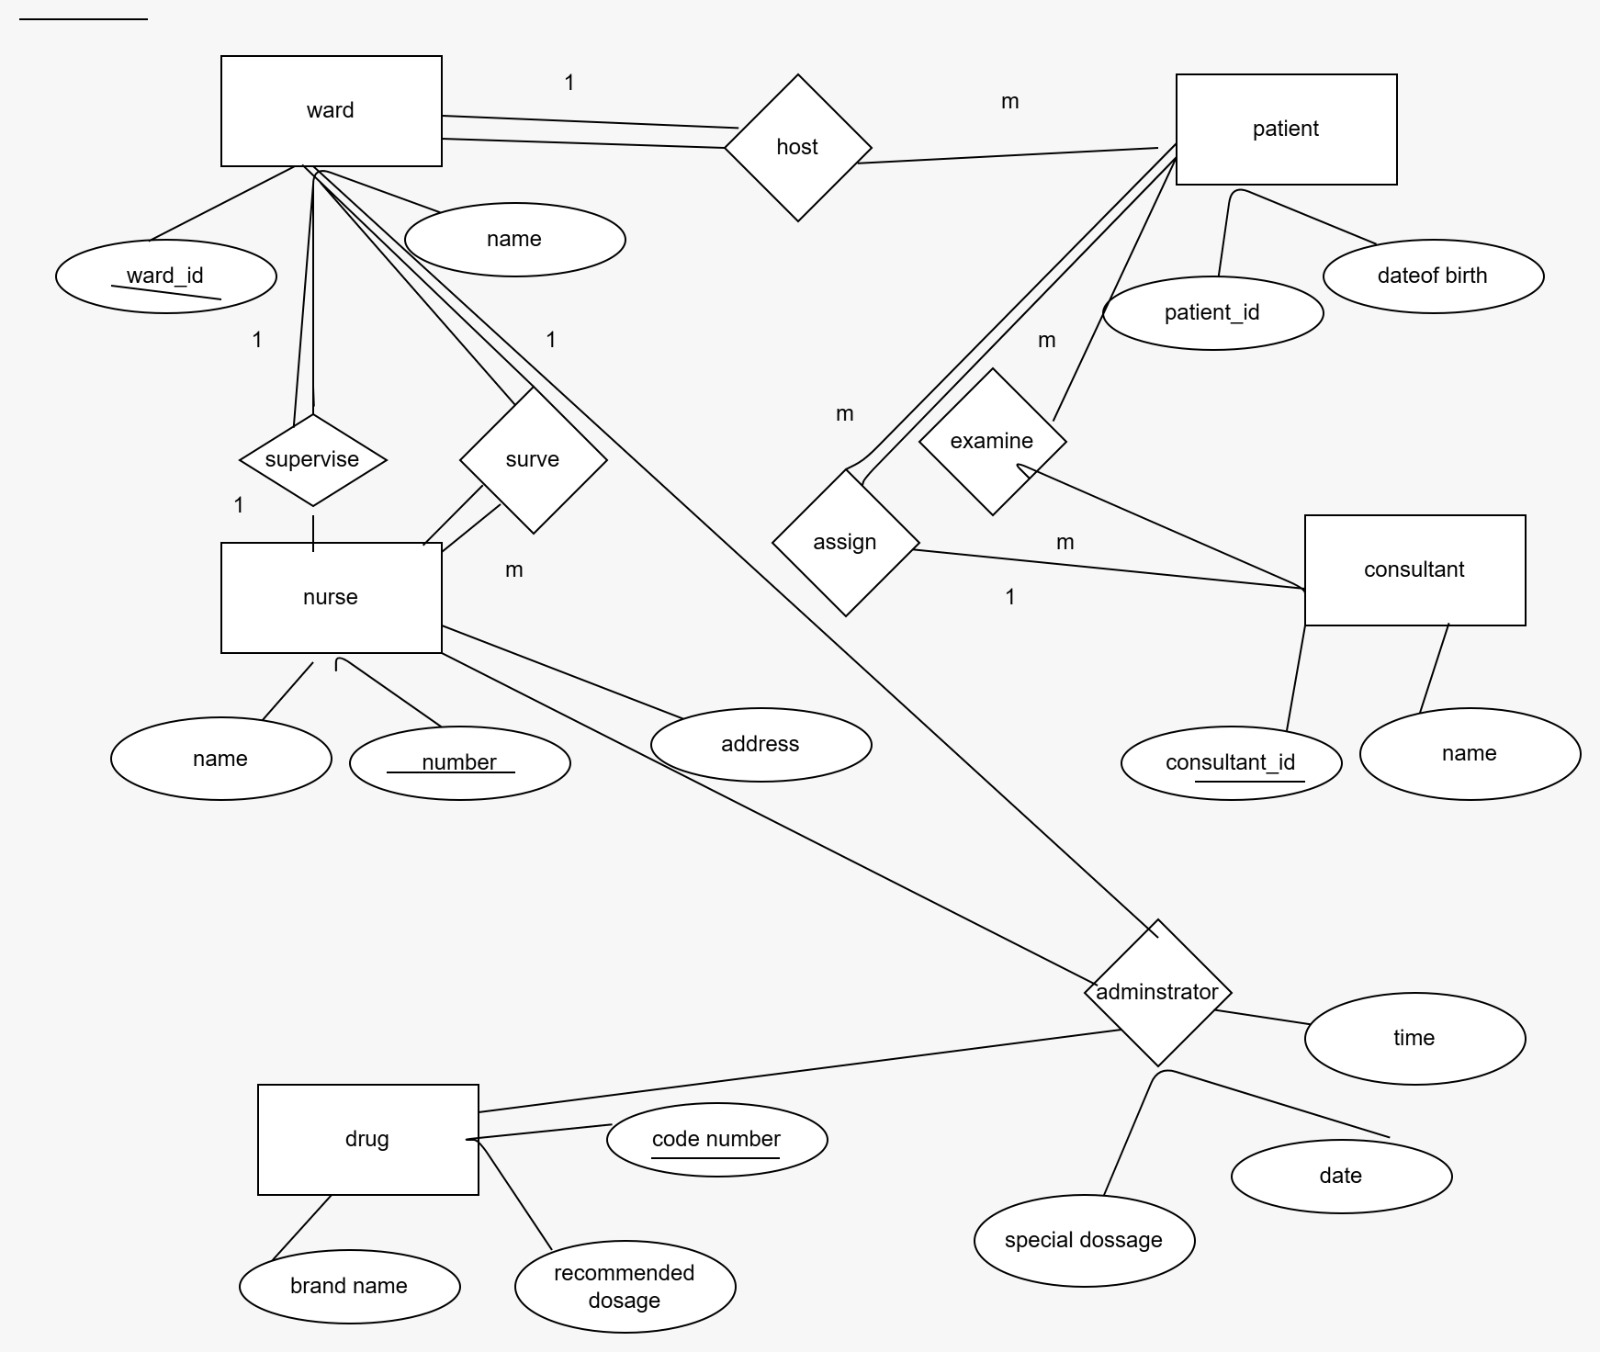 1
ward
m
patient
host
name
ward_id
dateof birth
patient_id
1
1
m
m
examine
supervise
surve
1
assign
m
m
consultant
nurse
1
address
name
number
consultant_id
name
adminstrator
time
drug
code number
date
special dossage
brand name
recommended
dosage